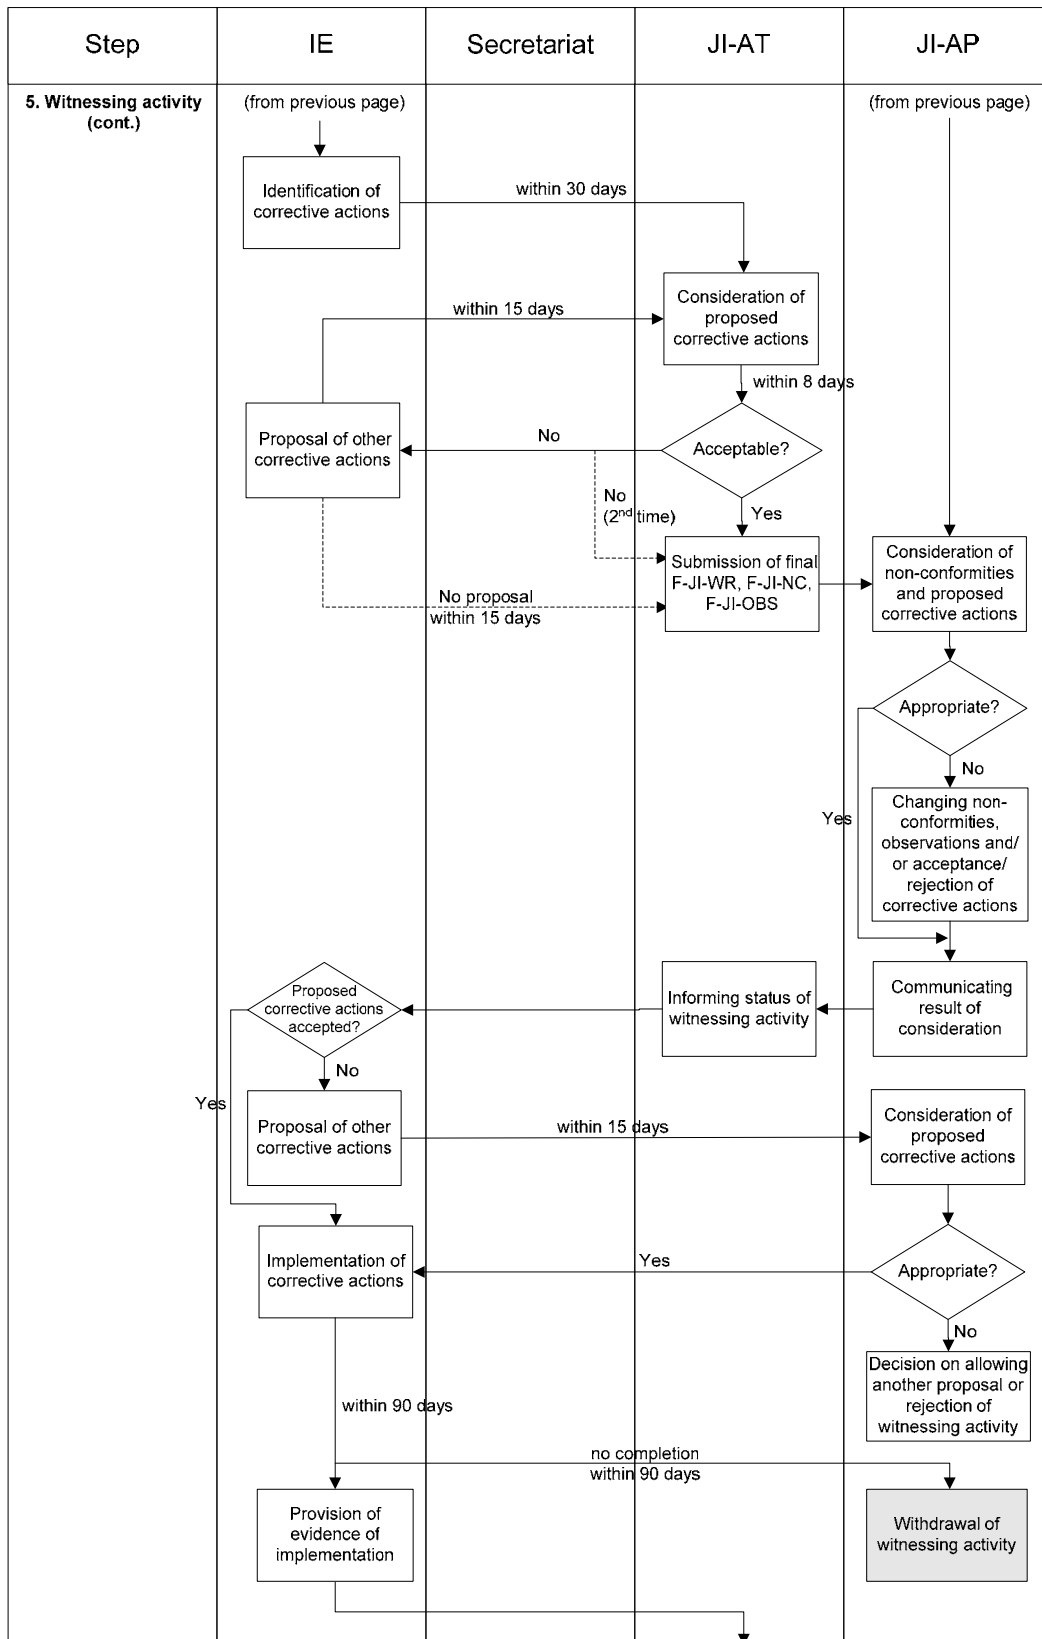 Step
IE
Secretariat
JI-AT
JI-AP
5. Witnessing activity
(cont.)
(from previous page)
(from previous page)
Identification of
corrective actions
within 30 days
within 15 days
Consideration of
proposed
corrective actions
within 8 days
Proposal of other
corrective actions
No
Acceptable?
No
(2nd time)
Yes
No proposal
within 15 days
Submission of final
F-JI-WR, F-JI-NC,
F-JI-OBS
Consideration of
non-conformities
and proposed
corrective actions
Appropriate?
No
Yes
Changing non-
conformities,
observations and/
or acceptance/
rejection of
corrective actions
Proposed
corrective actions
accepted?
Informing status of
witnessing activity
Communicating
result of
consideration
No
Yes
Proposal of other
corrective actions
within 15 days
Consideration of
proposed
corrective actions
Implementation of
corrective actions
Yes
Appropriate?
No
Decision on allowing
another proposal or
rejection of
witnessing activity
within 90 days
no completion
within 90 days
Provision of
evidence of
implementation
Withdrawal of
witnessing activity